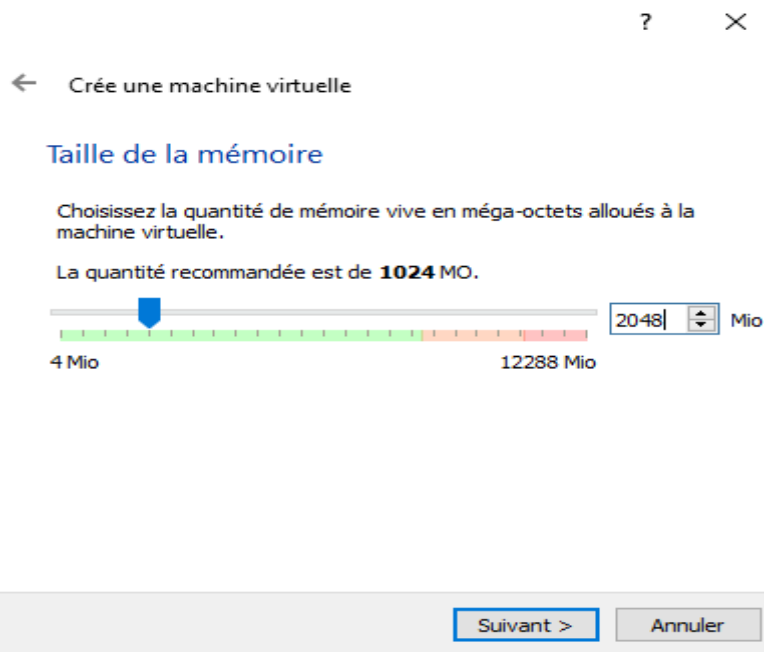 ?
Crée une machine virtuelle
Taille de la mémoire
Choisissez la quantité de mémoire vive en méga-octets alloués à la
machine virtuelle.
La quantité recommandée est de 1024 MO.
2048 Mio
4 Mio 12288 Mio
Suivant > Annuler